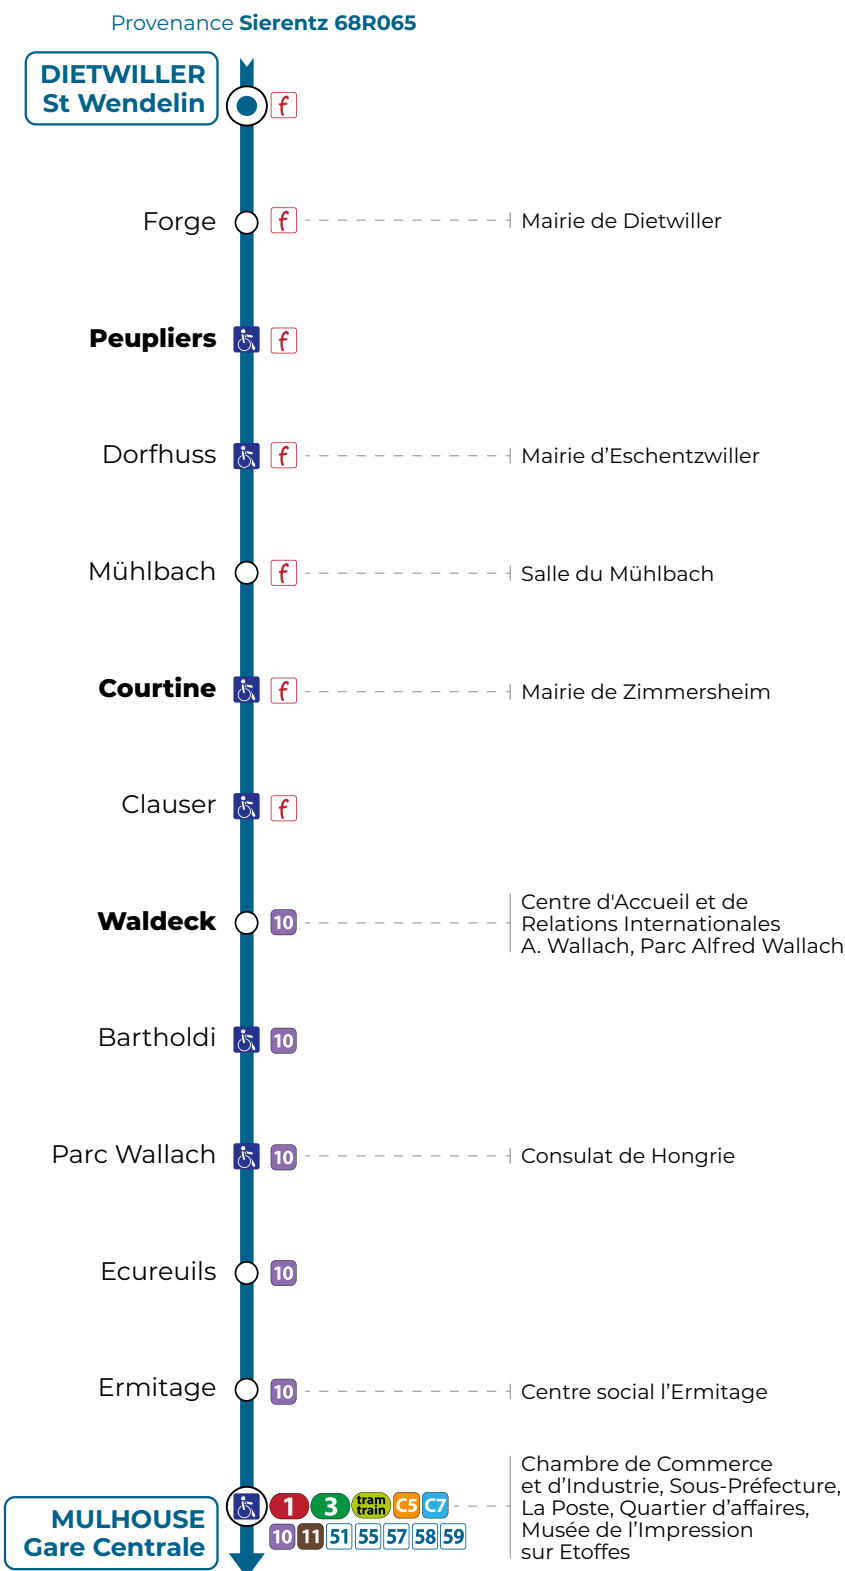 Provenance Sierentz 68R065
DIETWILLER
St Wendelin
f
Forge
f
Mairie de Dietwiller
Peupliers
f
Dorfhuss
f
Mairie d’Eschentzwiller
Mühlbach
f
Salle du Mühlbach
Courtine
f
Mairie de Zimmersheim
Clauser
f
Waldeck
10
Centre d'Accueil et de
Relations Internationales
A. Wallach, Parc Alfred Wallach
Bartholdi
10
Parc Wallach
10
Consulat de Hongrie
Ecureuils
10
Ermitage
10
Centre social l’Ermitage
MULHOUSE
Gare Centrale
1 3 tram train C5 C7
10 11 51 55 57 58 59
Chambre de Commerce
et d’Industrie, Sous-Préfecture,
La Poste, Quartier d’affaires,
Musée de l’Impression
sur Etoffes